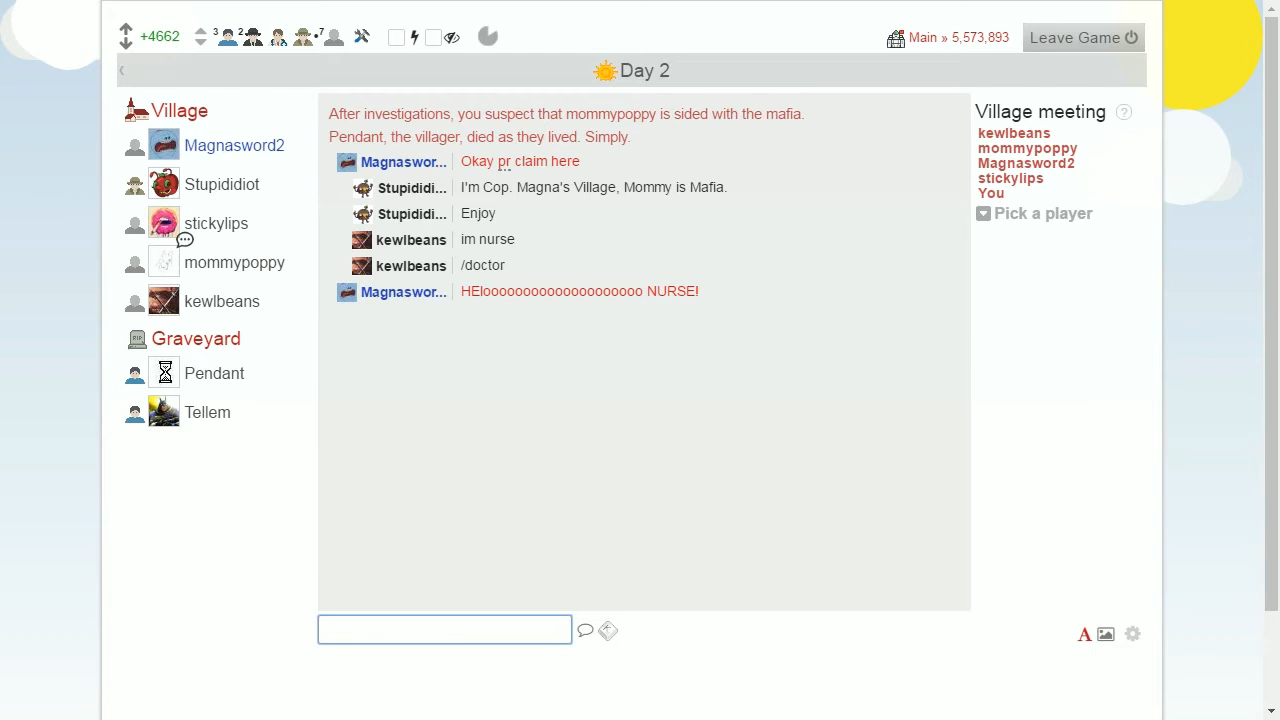 +4662
3
2
7
Main » 5,573,893
Leave Game
Day 2
Village
Magnasword2
Stupididiot
stickylips
mommypoppy
kewlbeans
Graveyard
Pendant
Tellem
After investigations, you suspect that mommypoppy is sided with the mafia.
Pendant, the villager, died as they lived. Simply.
Magnaswor... Okay pr claim here
Stupididi... I'm Cop. Magna's Village, Mommy is Mafia.
Stupididi... Enjoy
kewlbeans im nurse
kewlbeans /doctor
Magnaswor... HEloooooooooooooooooooo NURSE!
Village meeting ?
kewlbeans
mommypoppy
Magnasword2
stickylips
You
Pick a player
A